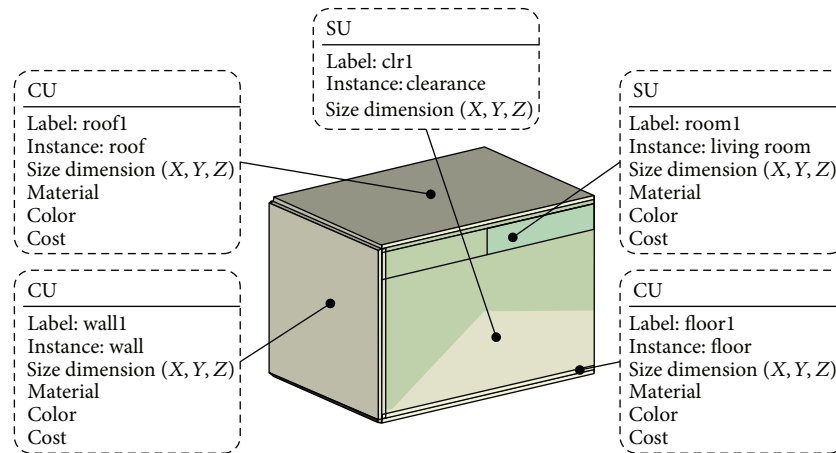 SU
Label: clr1
Instance: clearance
Size dimension (X, Y, Z)
CU
Label: roof1
Instance: roof
Size dimension (X, Y, Z)
Material
Color
Cost
SU
Label: room1
Instance: living room
Size dimension (X, Y, Z)
Material
Color
Cost
CU
Label: wall1
Instance: wall
Size dimension (X, Y, Z)
Material
Color
Cost
CU
Label: floor1
Instance: floor
Size dimension (X, Y, Z)
Material
Color
Cost